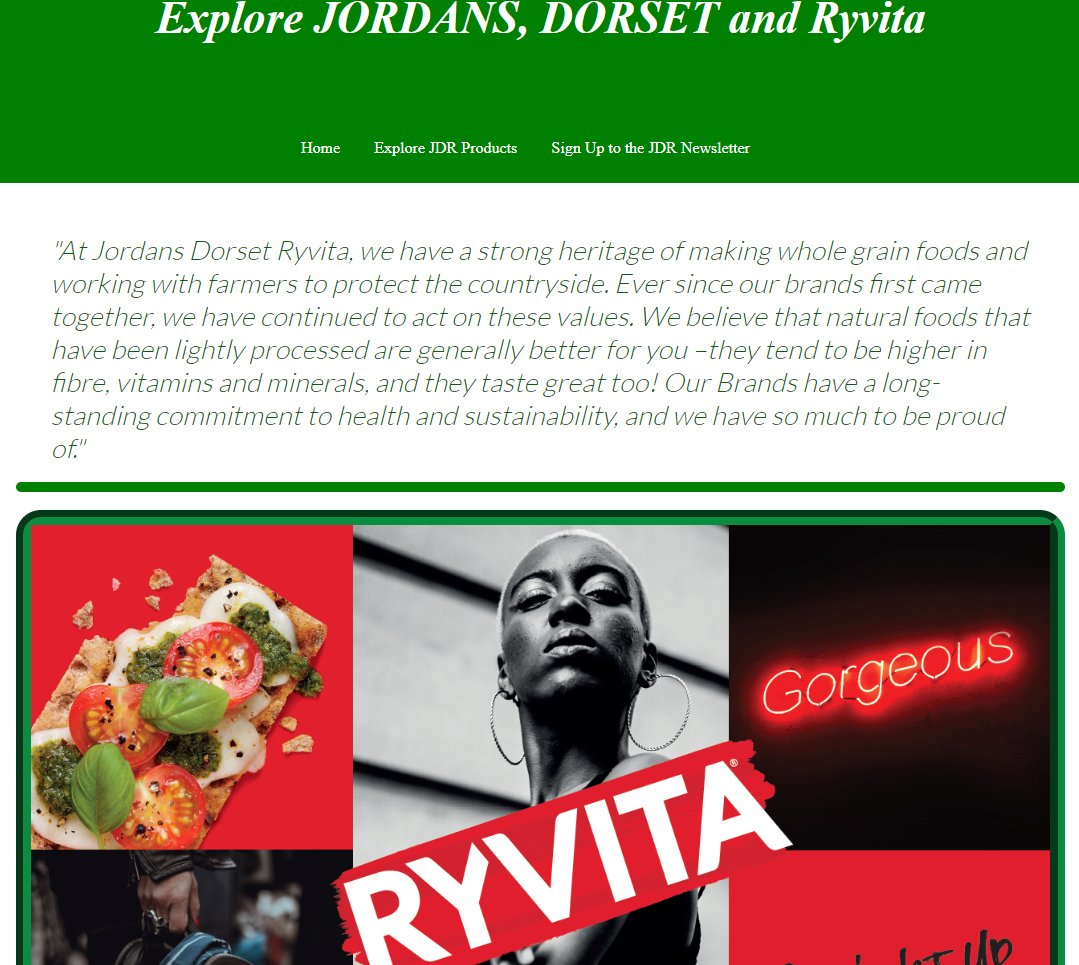 Explore JORDANS, DORSET and Ryvita
Home Explore JDR Products Sign Up to the JDR Newsletter
"At Jordans Dorset Ryvita, we have a strong heritage of making whole grain foods and
working with farmers to protect the countryside. Ever since our brands first came
together, we have continued to act on these values. We believe that natural foods that
have been lightly processed are generally better for you –they tend to be higher in
fibre, vitamins and minerals, and they taste great too! Our Brands have a long-
standing commitment to health and sustainability, and we have so much to be proud
of."
Gorgeous
RYVITA®
Up